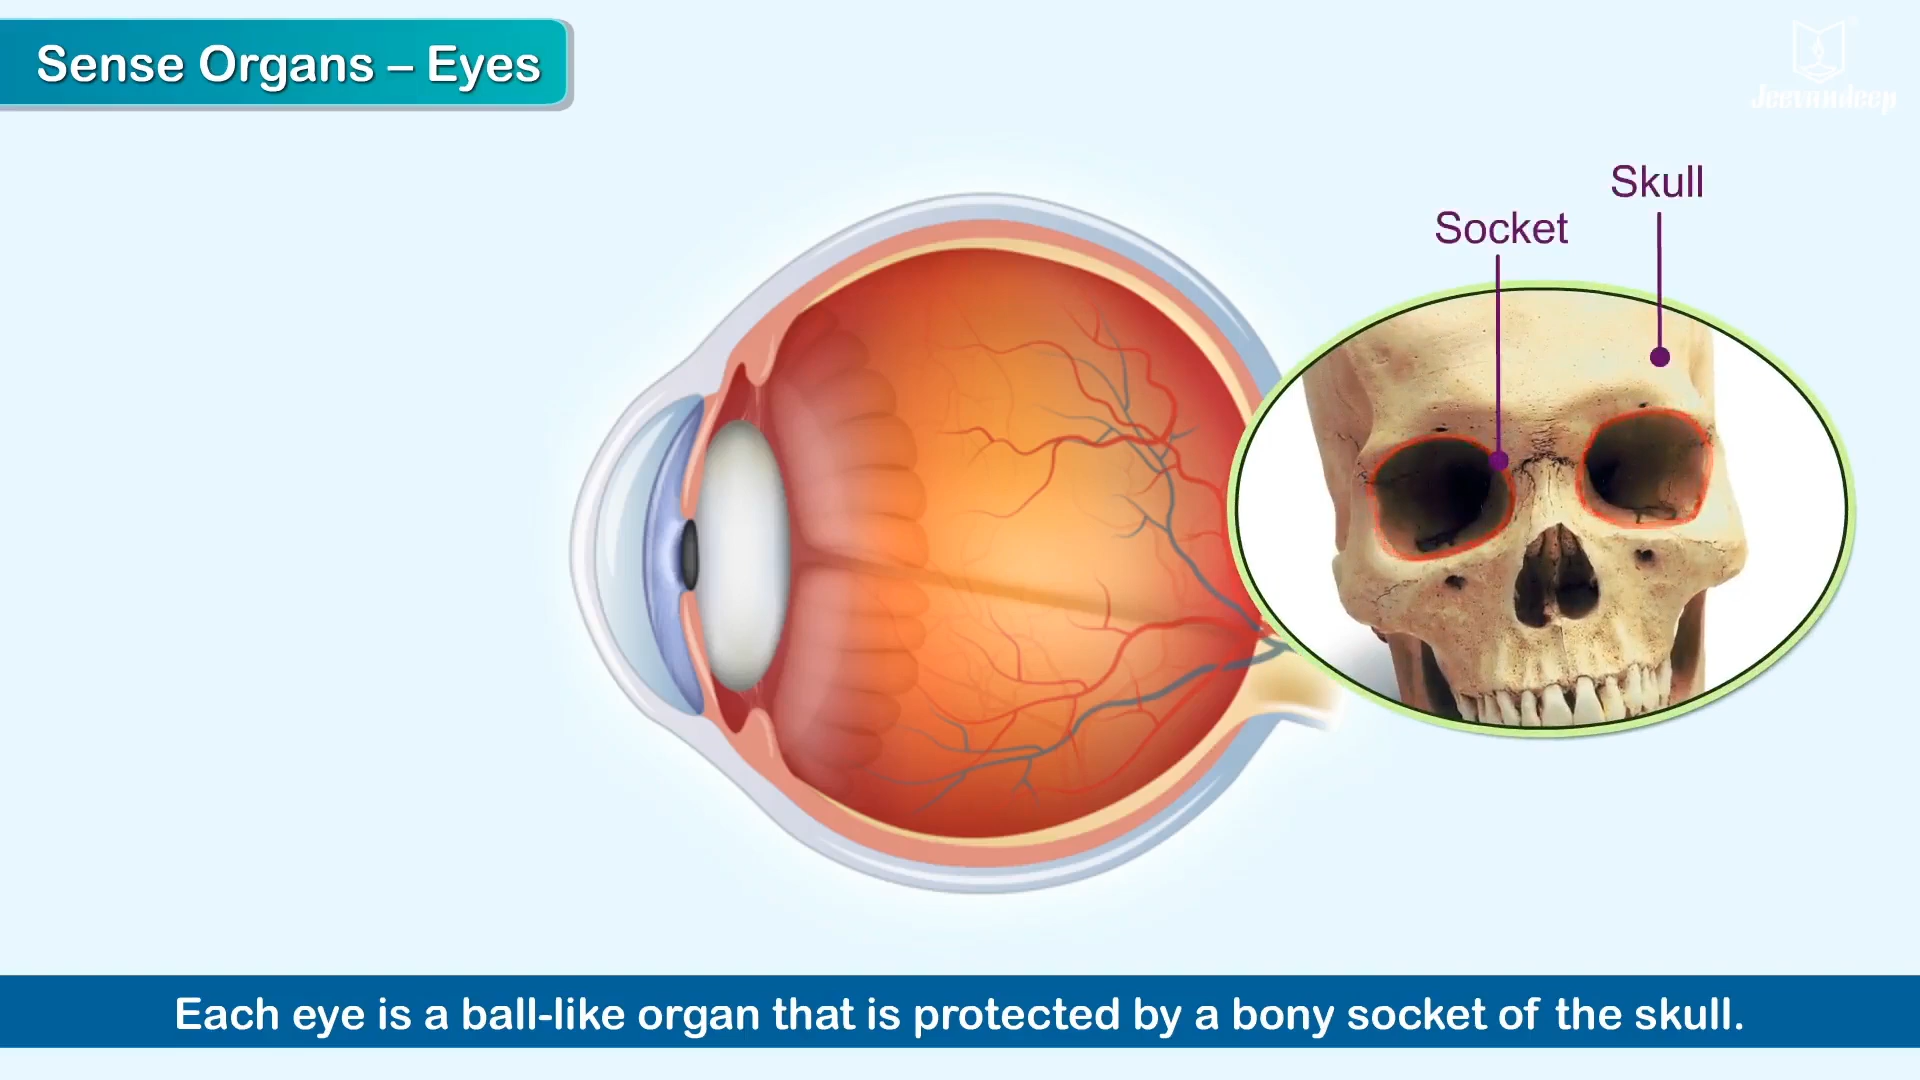 Sense Organs – Eyes
Jeevandeep
Skull
Socket
Each eye is a ball-like organ that is protected by a bony socket of the skull.